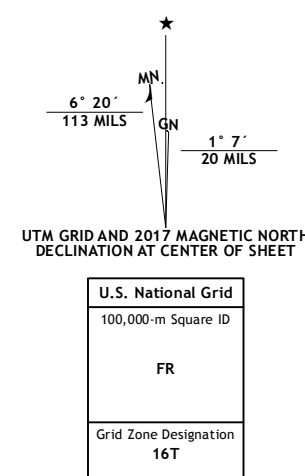 MN.
6° 20´
113 MILS
GN
1° 7´
20 MILS
UTM GRID AND 2017 MAGNETIC NORTH
DECLINATION AT CENTER OF SHEET
U.S. National Grid
100,000-m Square ID
FR
Grid Zone Designation
16T